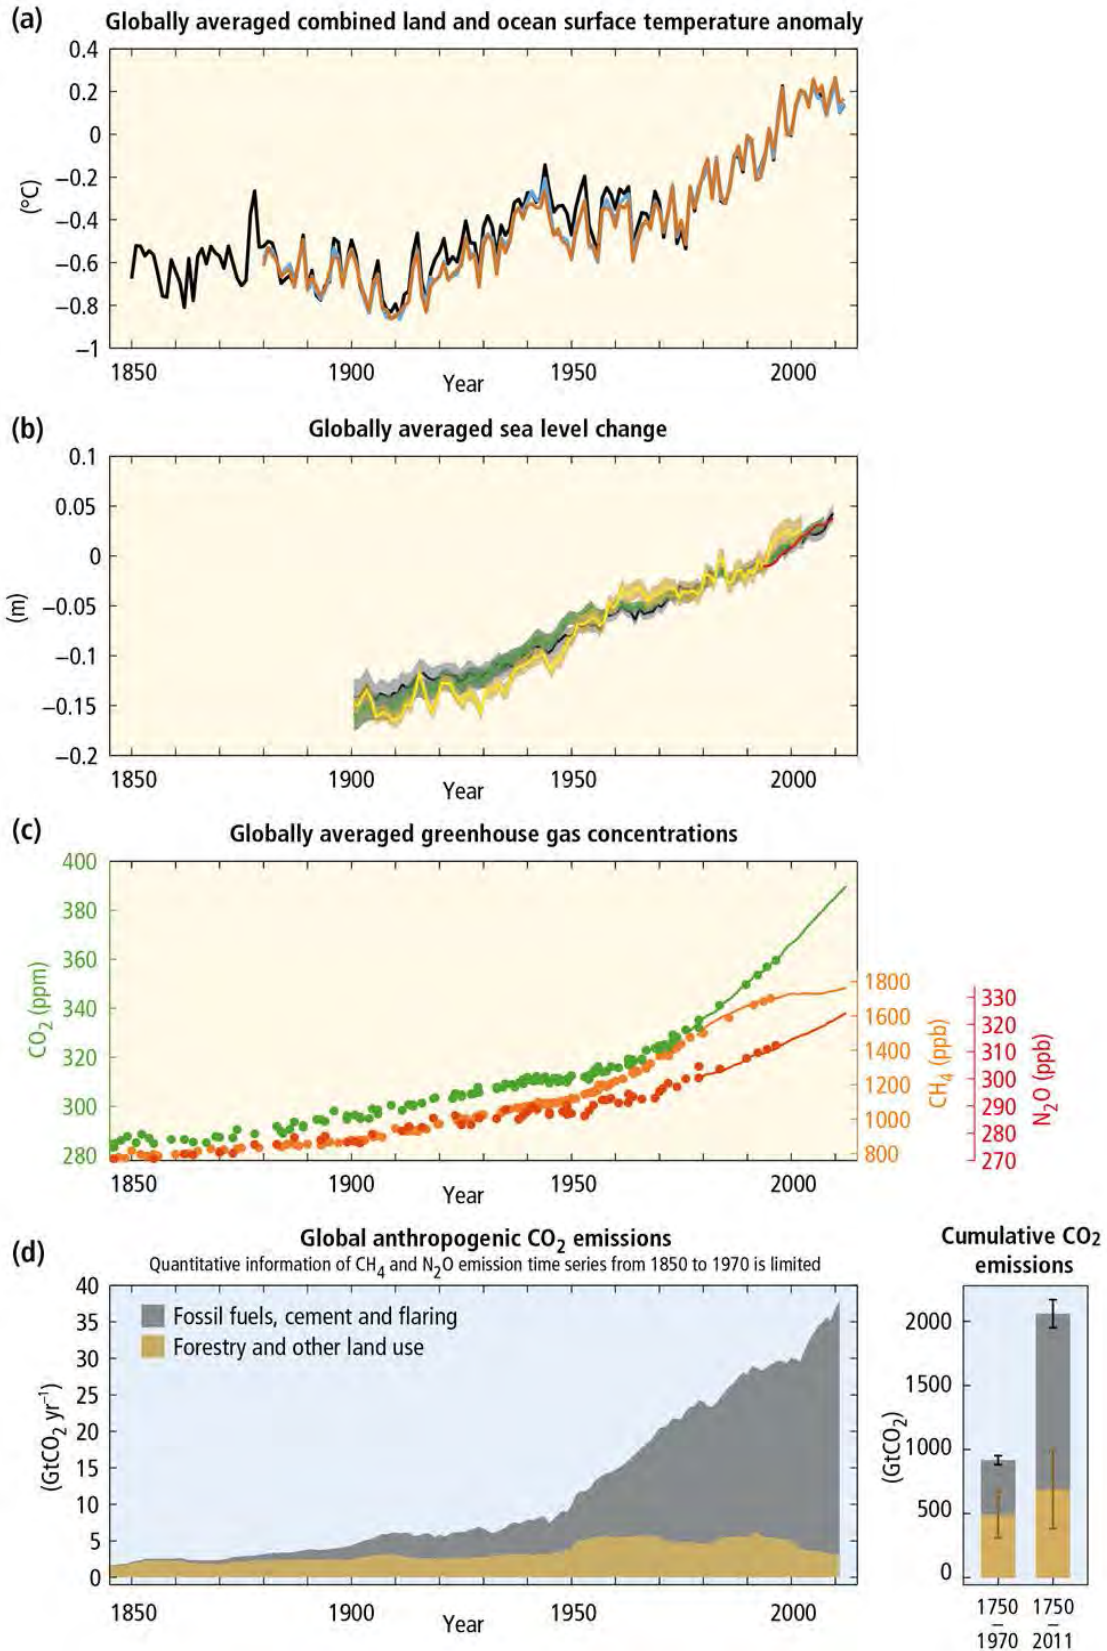 (a) Globally averaged combined land and ocean surface temperature anomaly
0.4
0.2
0
−0.2
−0.4
−0.6
−0.8
−1
(°C)
1850 1900 1950 2000
Year
(b) Globally averaged sea level change
0.1
0.05
0
−0.05
−0.1
−0.15
−0.2
(m)
1850 1900 1950 2000
Year
(c) Globally averaged greenhouse gas concentrations
400
380
360
340
320
300
280
CO2 (ppm)
1800
1600
1400
1200
1000
800
CH4 (ppb)
330
320
310
300
290
280
270
N2O (ppb)
1850 1900 1950 2000
Year
(d) Global anthropogenic CO2 emissions
Quantitative information of CH4 and N2O emission time series from 1850 to 1970 is limited
40
35
30
25
20
15
10
5
0
(GtCO2 yr−1)
Fossil fuels, cement and flaring
Forestry and other land use
1850 1900 1950 2000
Year
Cumulative CO2
emissions
2000
1500
1000
500
0
(GtCO2)
1750 1750
– –
1970 2011